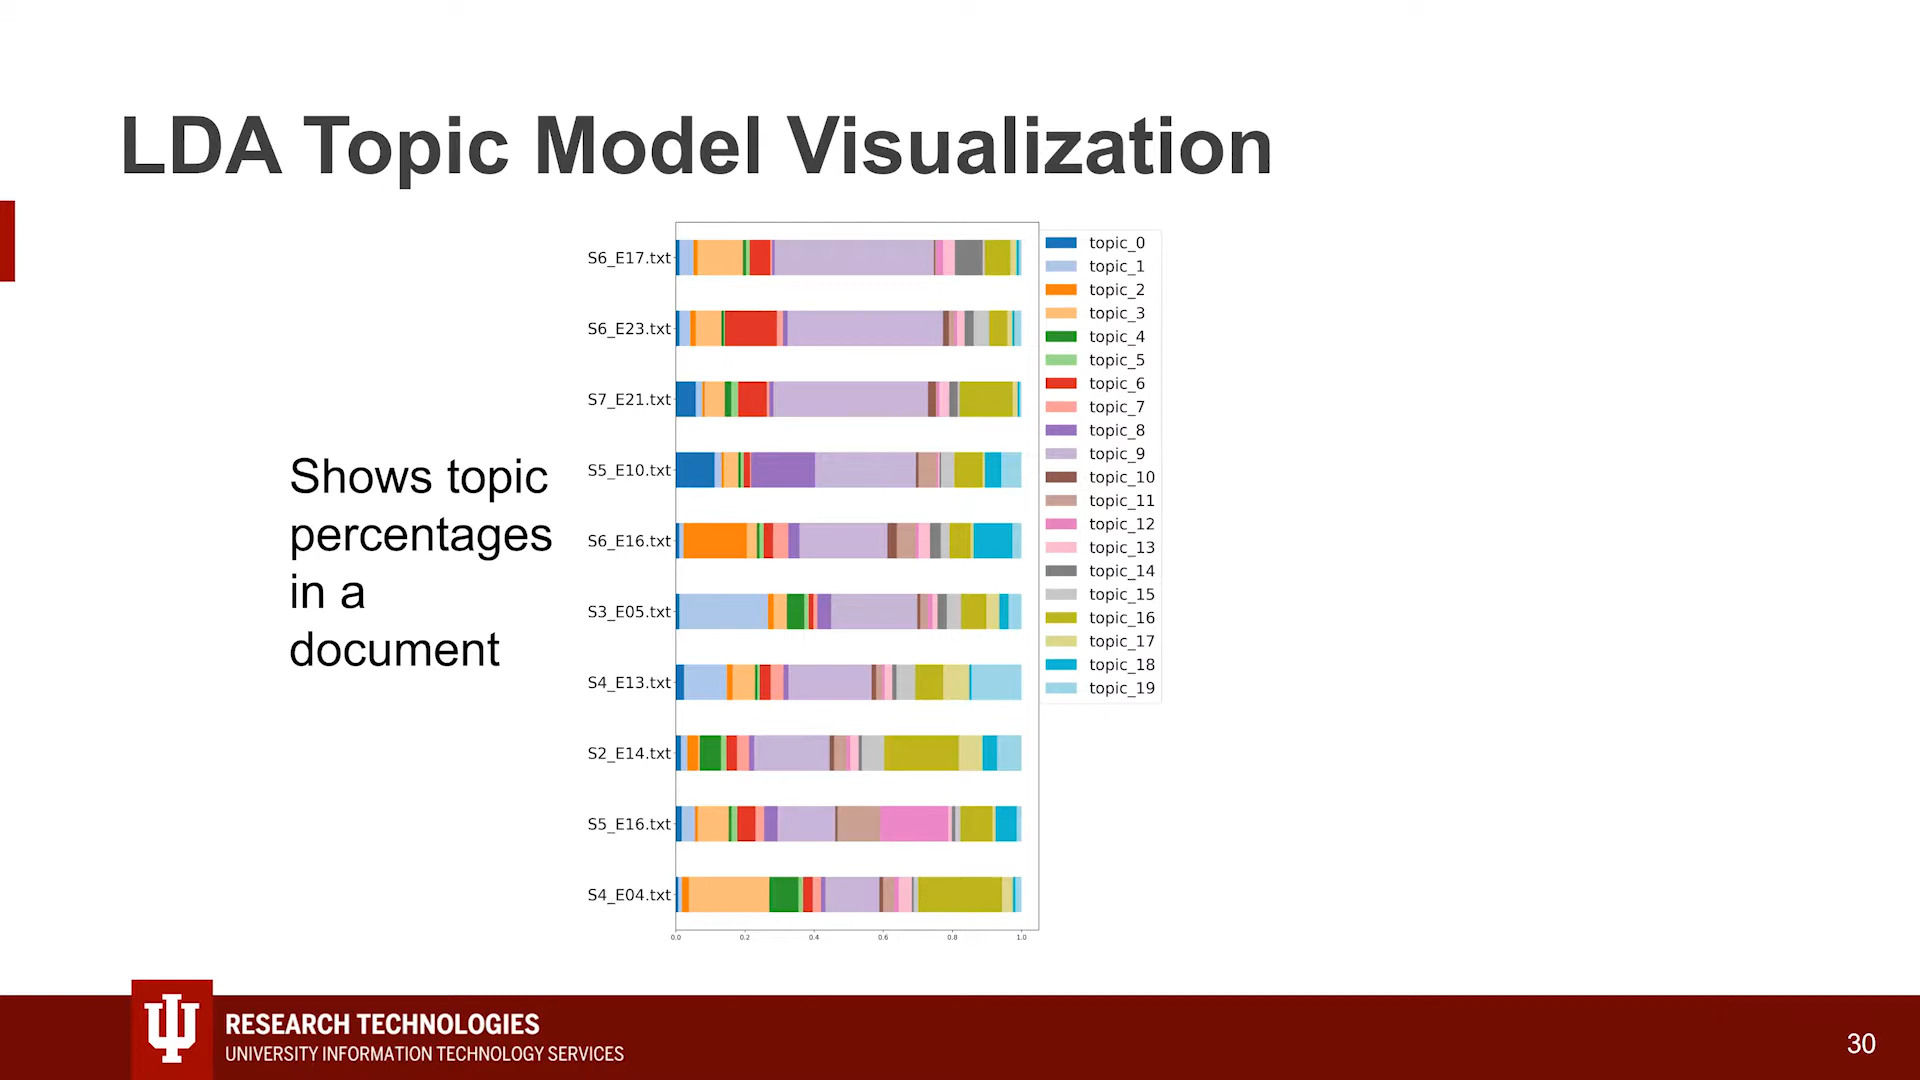 LDA Topic Model Visualization
Shows topic
percentages
in a
document
S6_E17.txt
S6_E23.txt
S7_E21.txt
S5_E10.txt
S6_E16.txt
S3_E05.txt
S4_E13.txt
S2_E14.txt
S5_E16.txt
S4_E04.txt
0.0 0.2 0.4 0.6 0.8 1.0
topic_0
topic_1
topic_2
topic_3
topic_4
topic_5
topic_6
topic_7
topic_8
topic_9
topic_10
topic_11
topic_12
topic_13
topic_14
topic_15
topic_16
topic_17
topic_18
topic_19
RESEARCH TECHNOLOGIES
UNIVERSITY INFORMATION TECHNOLOGY SERVICES
30